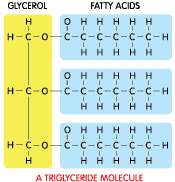 GLYCEROL FATTY ACIDS
H O H H H H H
H–C–O–C–C–C–C–C–C–H
H H H H H
O H H H H H
H–C–O–C–C–C–C–C–C–H
H H H H H
O H H H H H
H–C–O–C–C–C–C–C–C–H
H H H H H H
A TRIGLYCERIDE MOLECULE